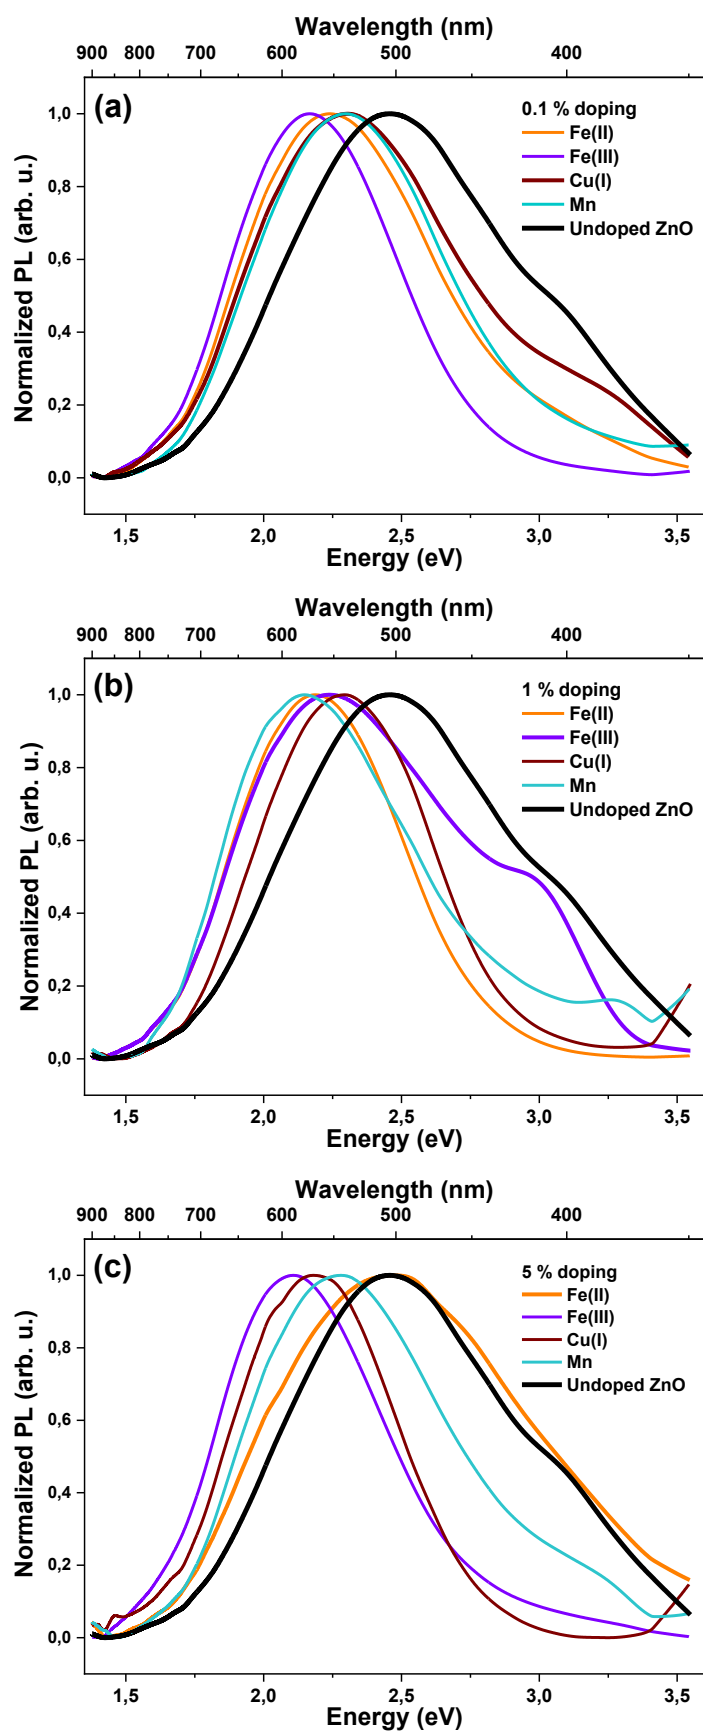 Wavelength (nm)
900 800 700 600 500 400
(a)
0.1 % doping
Fe(II)
Fe(III)
Cu(I)
Mn
Undoped ZnO
Normalized PL (arb. u.)
1,0
0,8
0,6
0,4
0,2
0,0
1,5 2,0 2,5 3,0 3,5
Energy (eV)
Wavelength (nm)
900 800 700 600 500 400
(b)
1 % doping
Fe(II)
Fe(III)
Cu(I)
Mn
Undoped ZnO
Normalized PL (arb. u.)
1,0
0,8
0,6
0,4
0,2
0,0
1,5 2,0 2,5 3,0 3,5
Energy (eV)
Wavelength (nm)
900 800 700 600 500 400
(c)
5 % doping
Fe(II)
Fe(III)
Cu(I)
Mn
Undoped ZnO
Normalized PL (arb. u.)
1,0
0,8
0,6
0,4
0,2
0,0
1,5 2,0 2,5 3,0 3,5
Energy (eV)